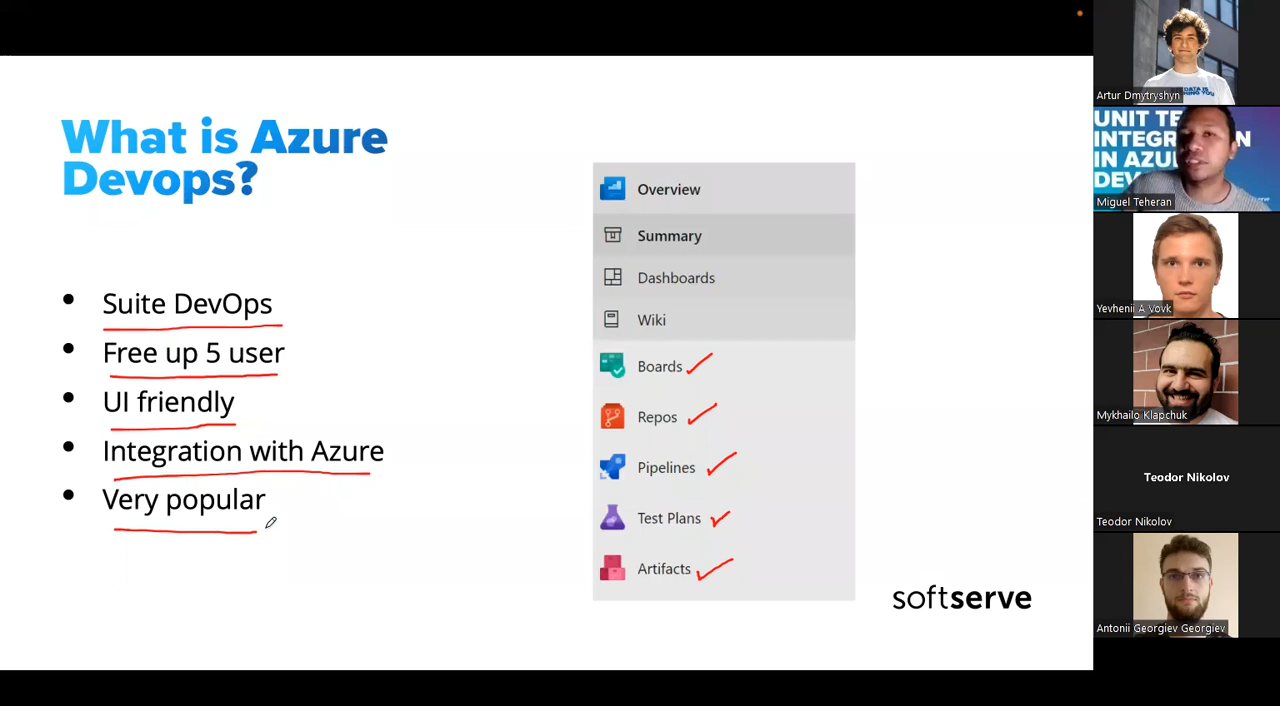 What is Azure
Devops?
• Suite DevOps
• Free up 5 user
• UI friendly
• Integration with Azure
• Very popular
Overview
Summary
Dashboards
Wiki
Boards
Repos
Pipelines
Test Plans
Artifacts
softserve
Artur Dmytryshyn
UNIT TE
INTEGR N
IN AZU
DEV
Miguel Teheran
Yevhenii A Vovk
Mykhailo Klapchuk
Teodor Nikolov
Teodor Nikolov
Antonii Georgiev Georgiev